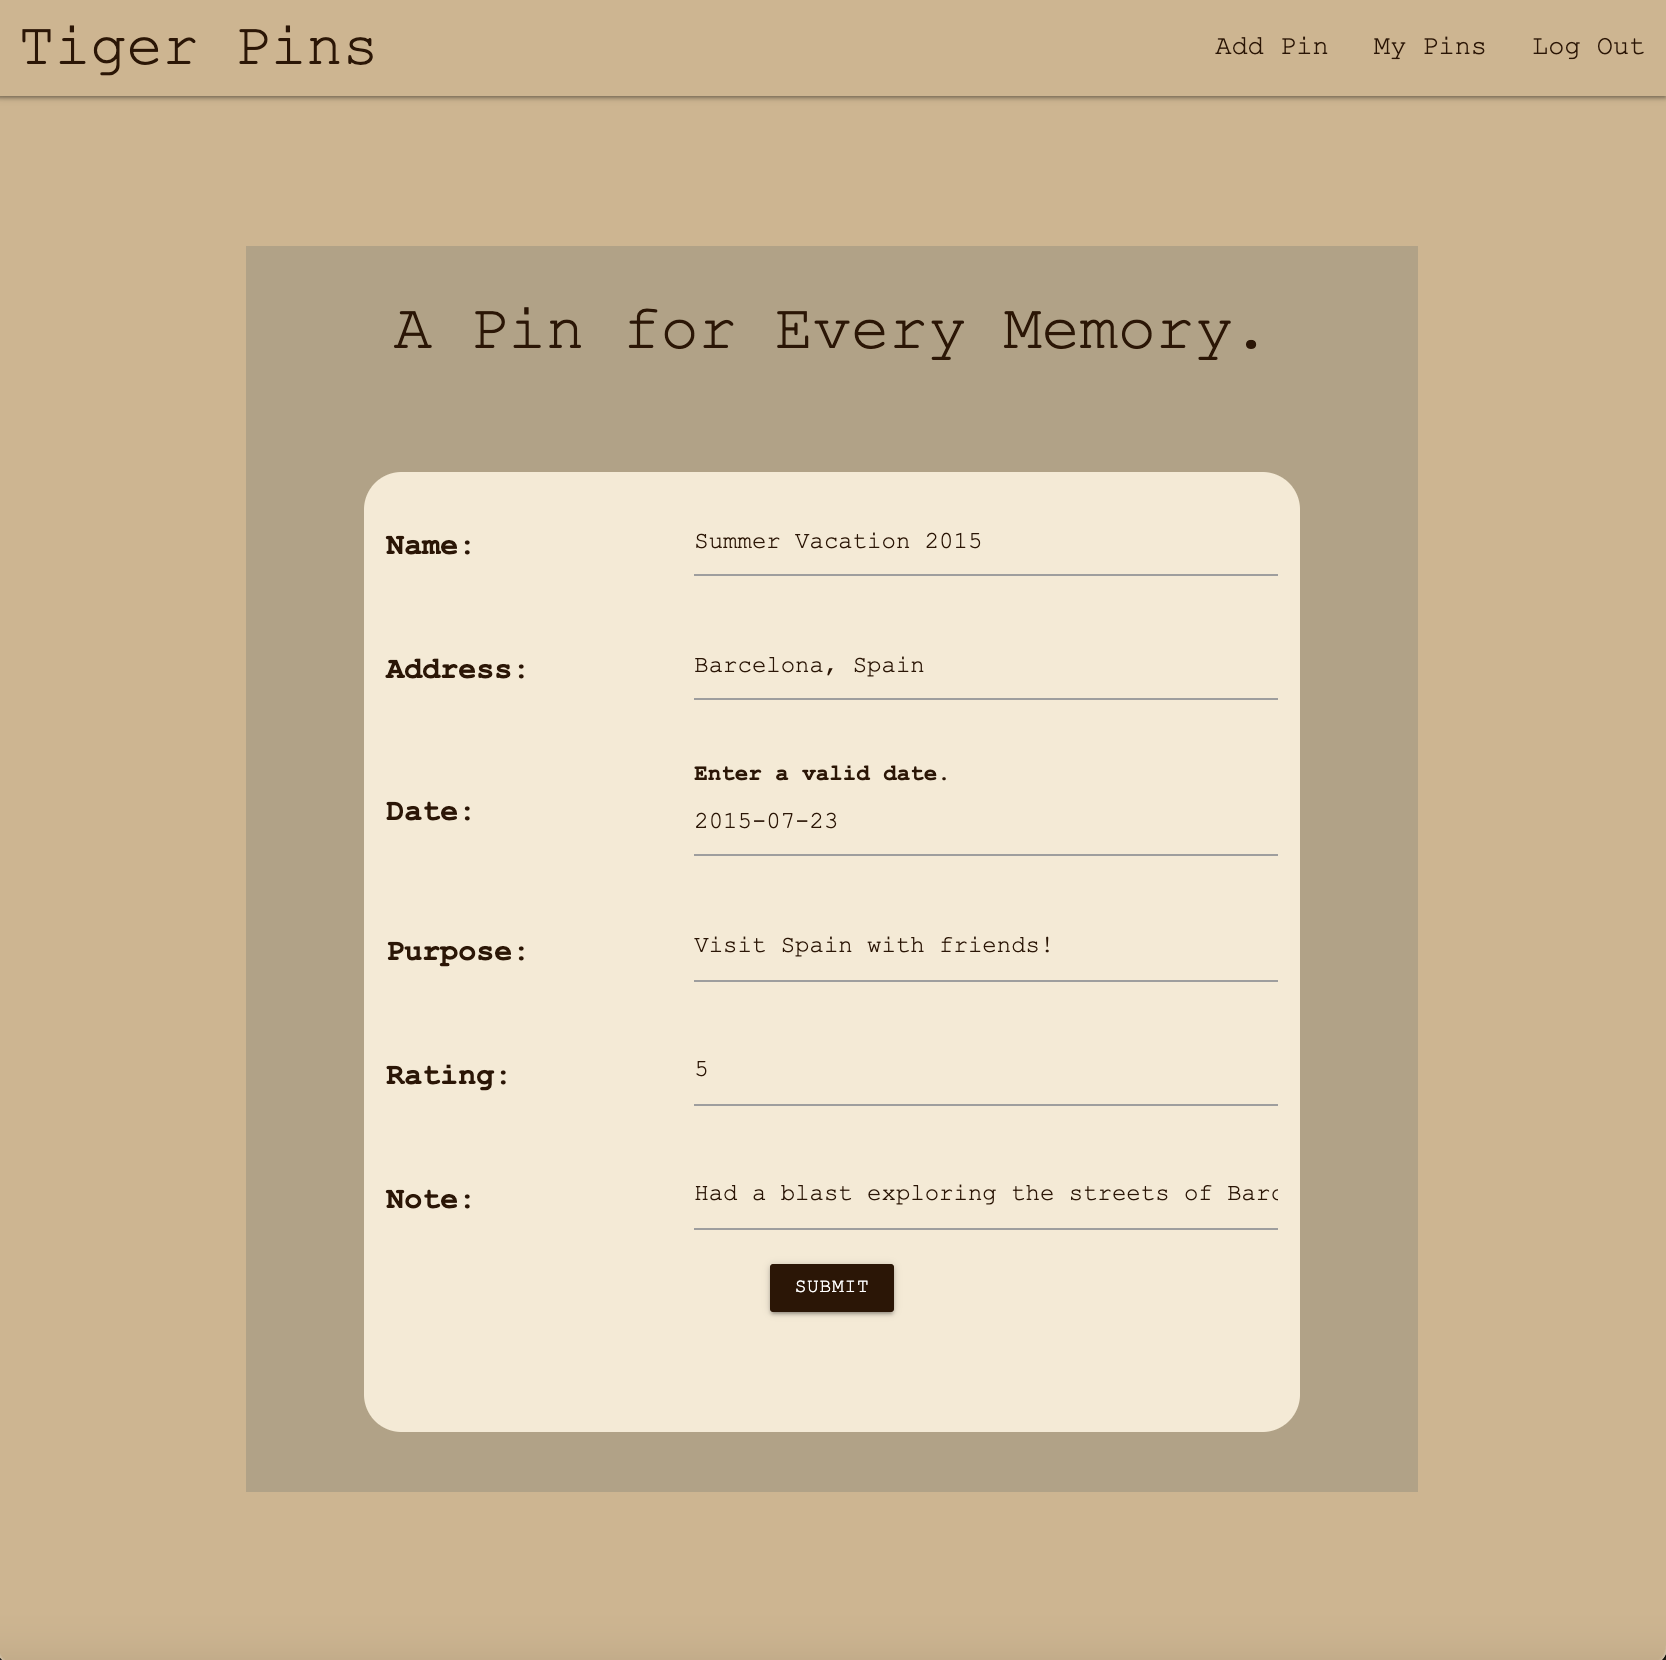 Tiger Pins
Add Pin My Pins Log Out
A Pin for Every Memory.
Name: Summer Vacation 2015
Address: Barcelona, Spain
Enter a valid date.
Date: 2015-07-23
Purpose: Visit Spain with friends!
Rating: 5
Note: Had a blast exploring the streets of Barc
SUBMIT